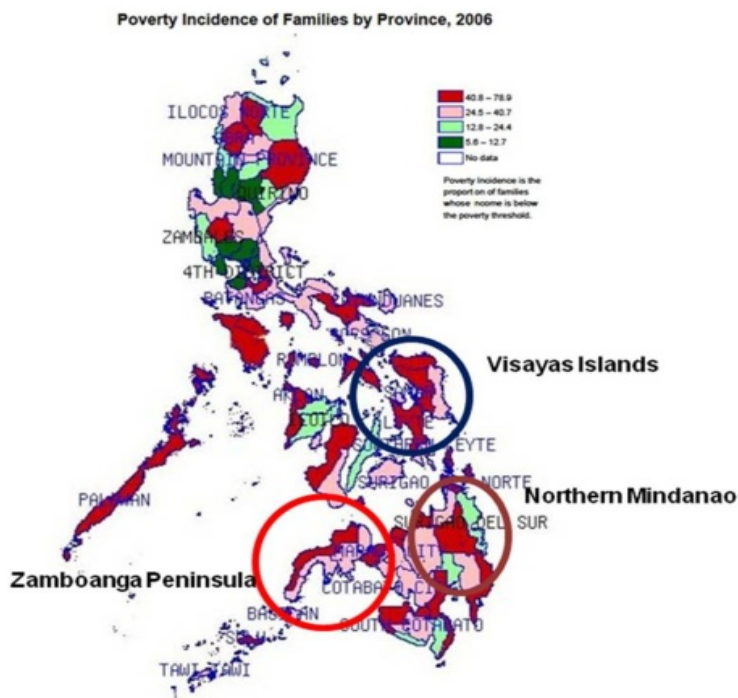 Poverty Incidence of Families by Province, 2006
40.8 – 78.9
24.5 – 40.7
12.8 – 24.4
5.6 – 12.7
No data
Poverty Incidence is the
proportion of families
whose income is below
the poverty threshold.
ILOCOS NORTE
MOUNTAIN PROVINCE
QUIRINO
ZAMBALES
4TH DISTRICT
BATANGAS
ROMBLON
Visayas Islands
LEYTE
PALAWAN
SURIGAO NORTE
Northern Mindanao
SURIGAO DEL SUR
Zamboanga Peninsula
COTABATO
BASILAN
SOUTH COTABATO
SULU
TAWI-TAWI